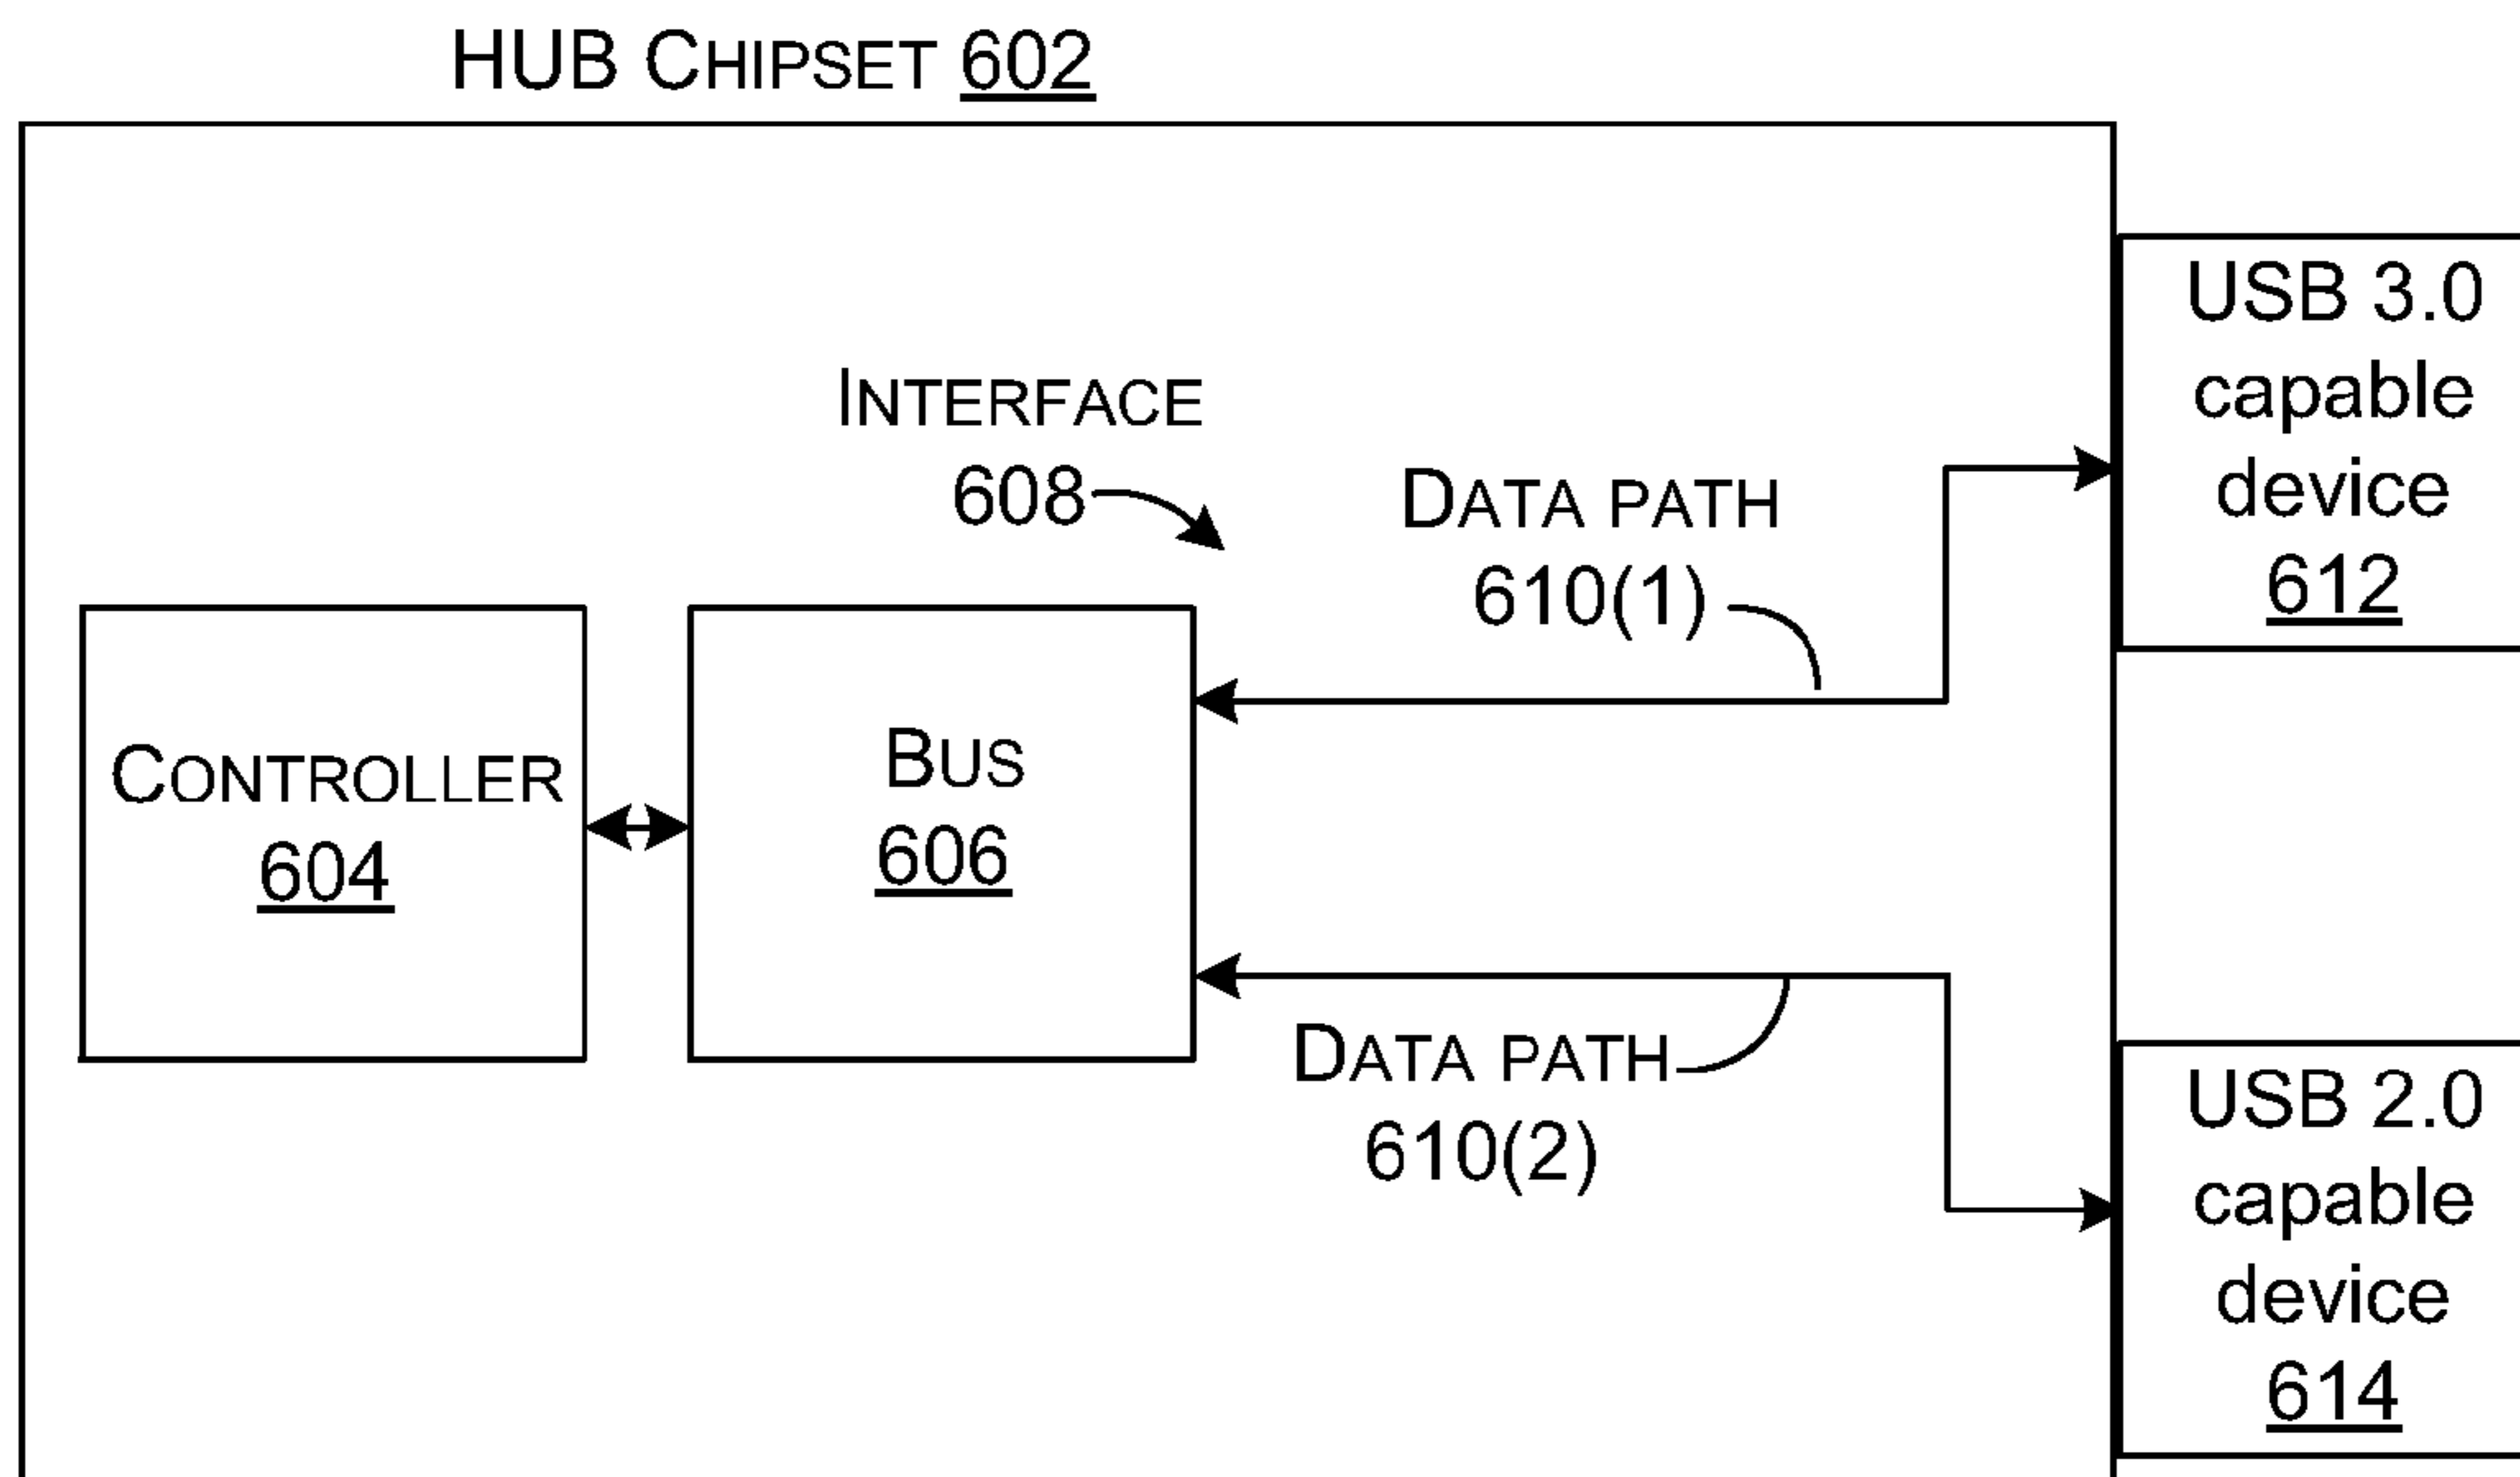 HUB CHIPSET 602
INTERFACE
608
DATA PATH
610(1)
USB 3.0
capable
device
612
CONTROLLER
604
BUS
606
DATA PATH
610(2)
USB 2.0
capable
device
614